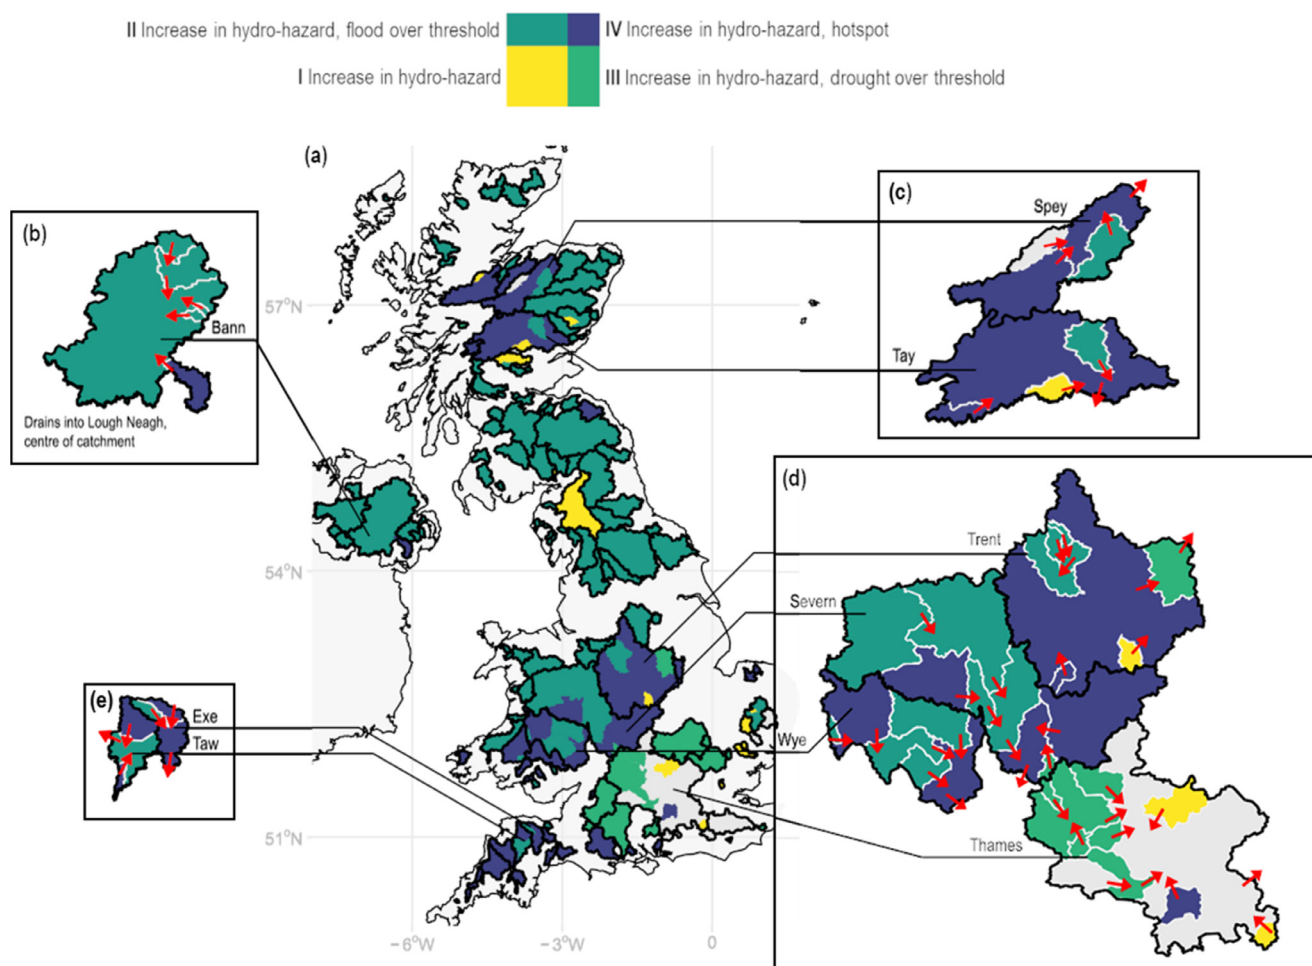 II Increase in hydro-hazard, flood over threshold
IV Increase in hydro-hazard, hotspot
I Increase in hydro-hazard
III Increase in hydro-hazard, drought over threshold
(a)
(b)
Bann
Drains into Lough Neagh,
centre of catchment
(c)
Spey
Tay
57°N
54°N
51°N
−6°W
−3°W
0
(d)
Trent
Severn
Wye
Thames
(e)
Exe
Taw